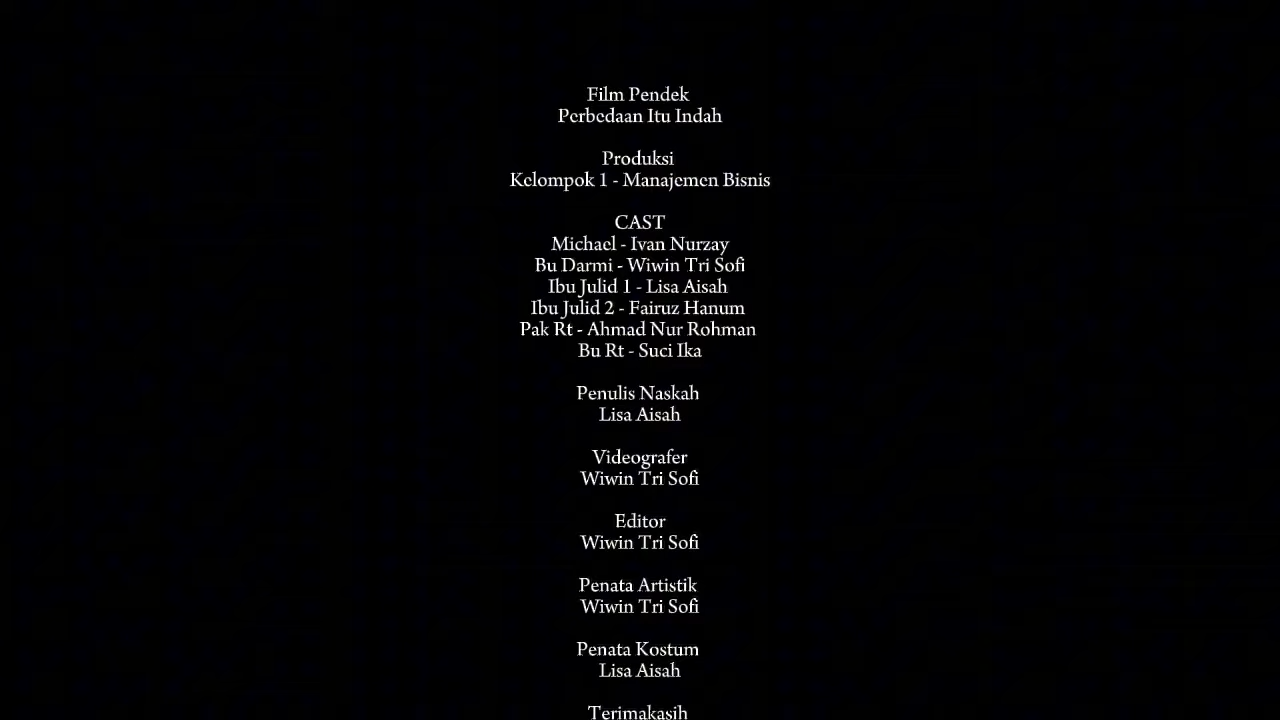 Film Pendek
Perbedaan Itu Indah
Produksi
Kelompok 1 - Manajemen Bisnis
CAST
Michael - Ivan Nurzay
Bu Darmi - Wiwin Tri Sofi
Ibu Julid 1 - Lisa Aisah
Ibu Julid 2 - Fairuz Hanum
Pak Rt - Ahmad Nur Rohman
Bu Rt - Suci Ika
Penulis Naskah
Lisa Aisah
Videografer
Wiwin Tri Sofi
Editor
Wiwin Tri Sofi
Penata Artistik
Wiwin Tri Sofi
Penata Kostum
Lisa Aisah
Terimakasih